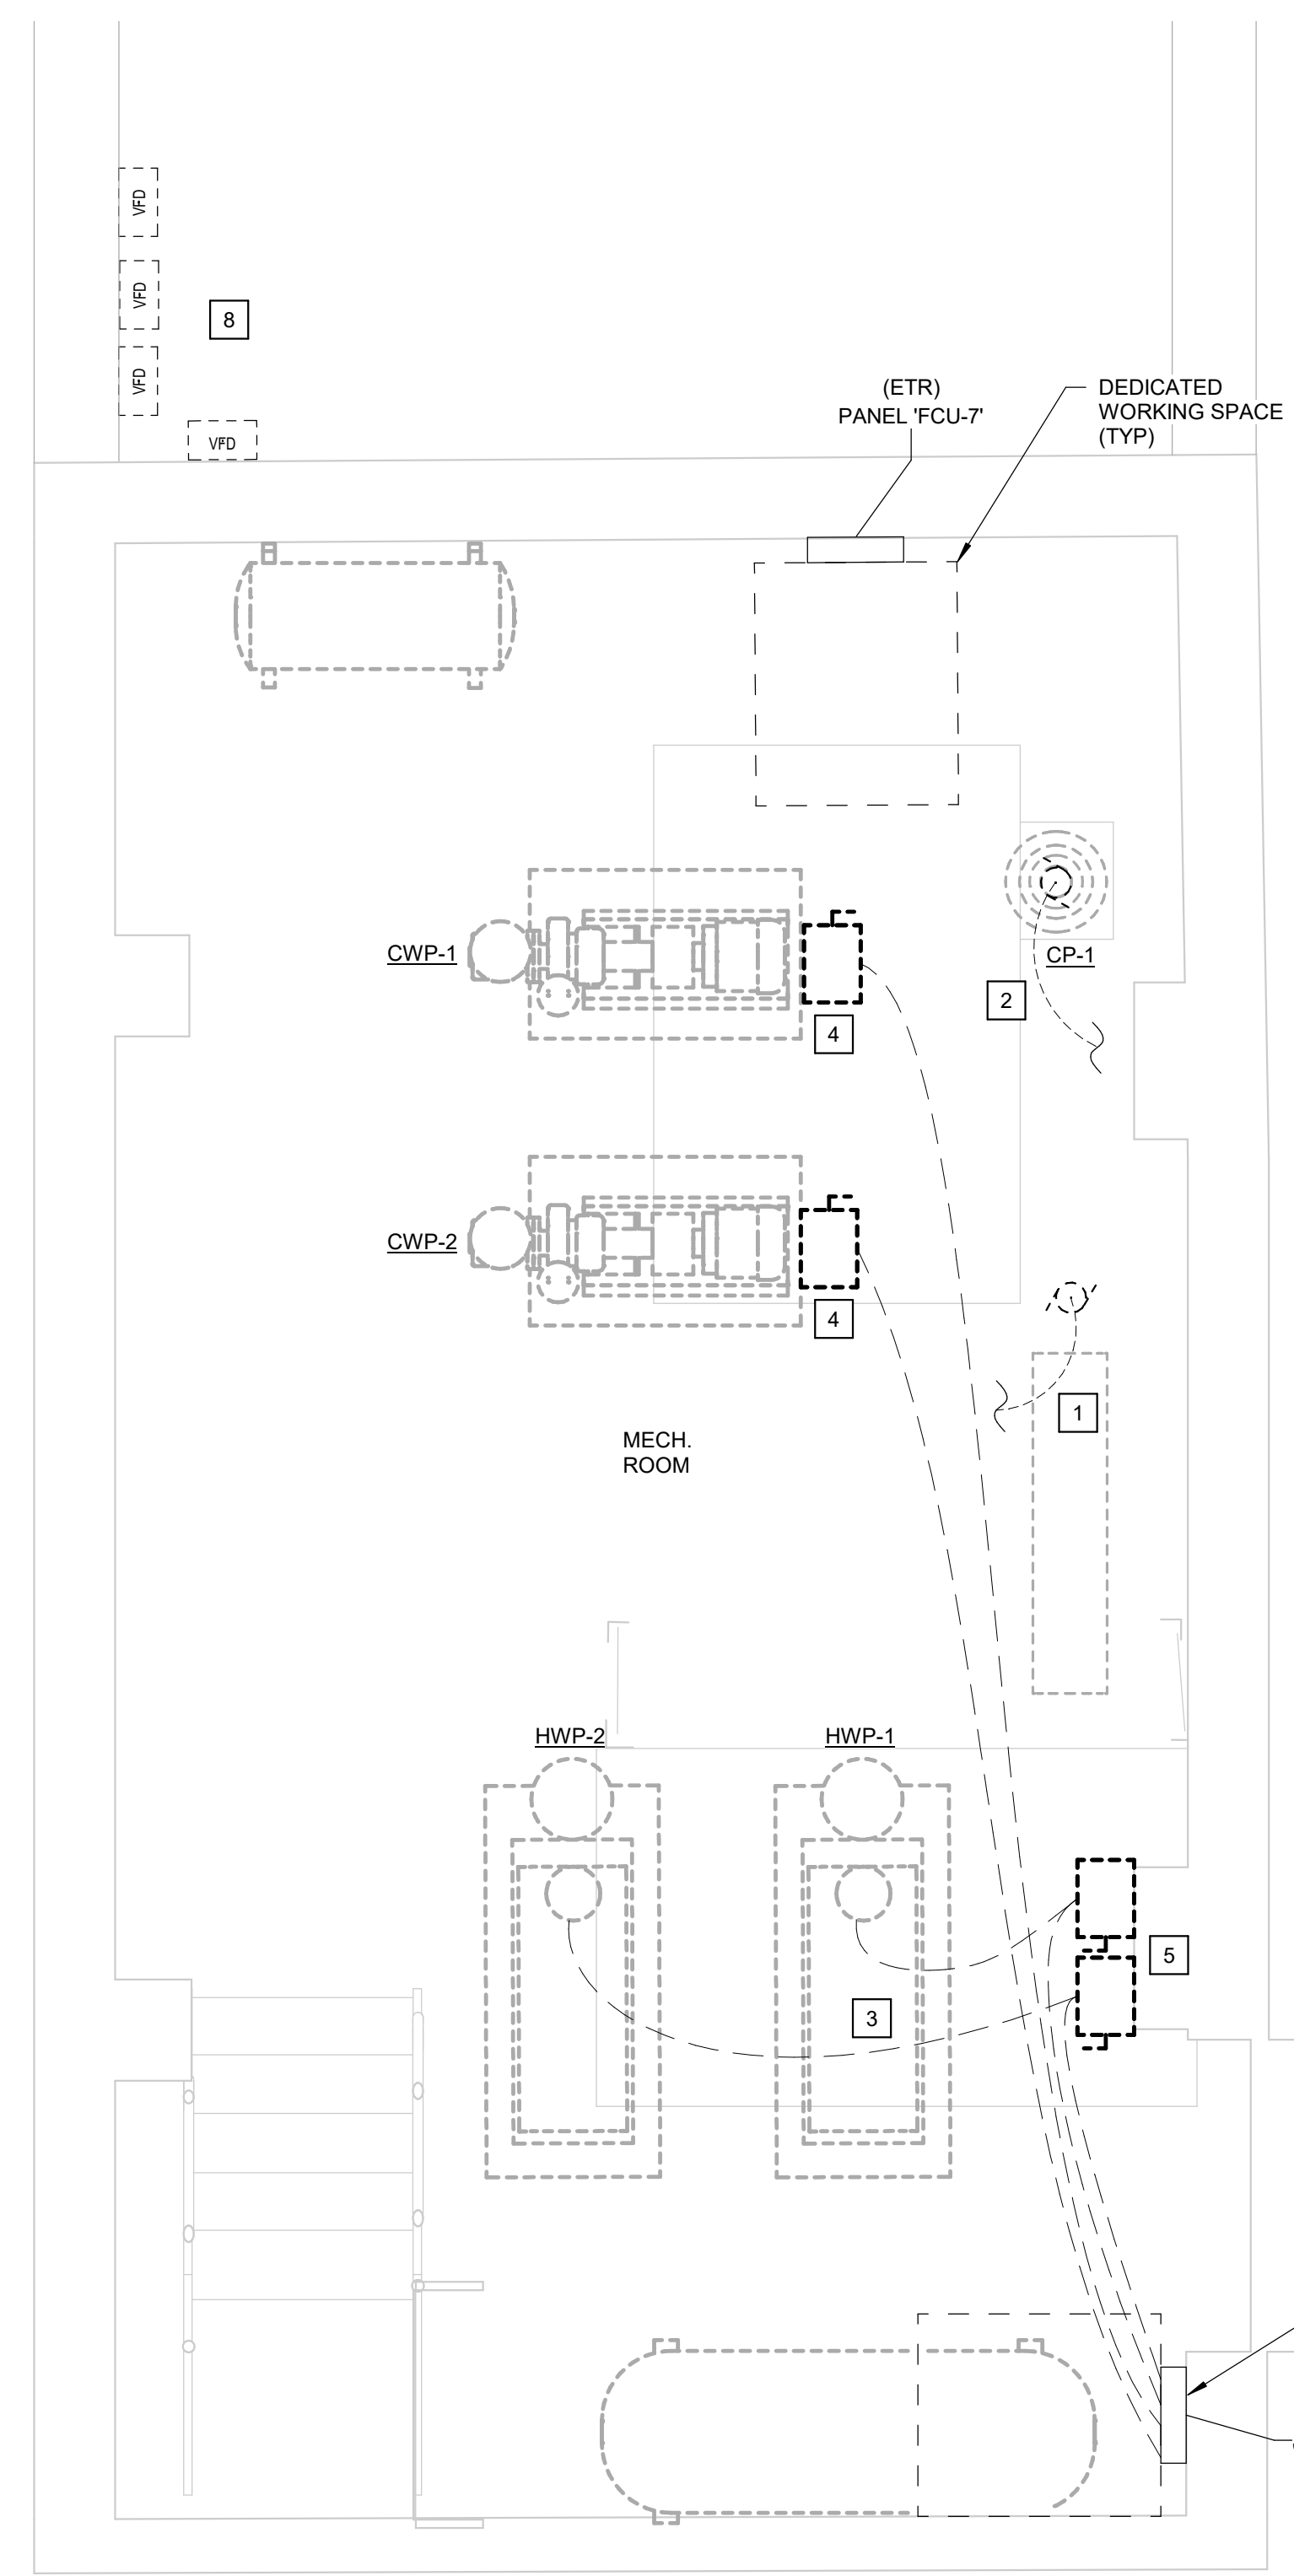 VFD
VFD
8
VFD
VFD
(ETR)
PANEL 'FCU-7'
DEDICATED
WORKING SPACE
(TYP)
CWP-1
CP-1
2
4
CWP-2
4
1
MECH.
ROOM
HWP-2
HWP-1
5
3